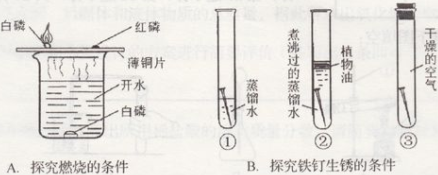 白磷
红磷
薄铜片
开水
白磷
A. 探究燃烧的条件
蒸馏水
①
煮沸过的蒸馏水
植物油
②
干燥的空气
③
B. 探究铁钉生锈的条件